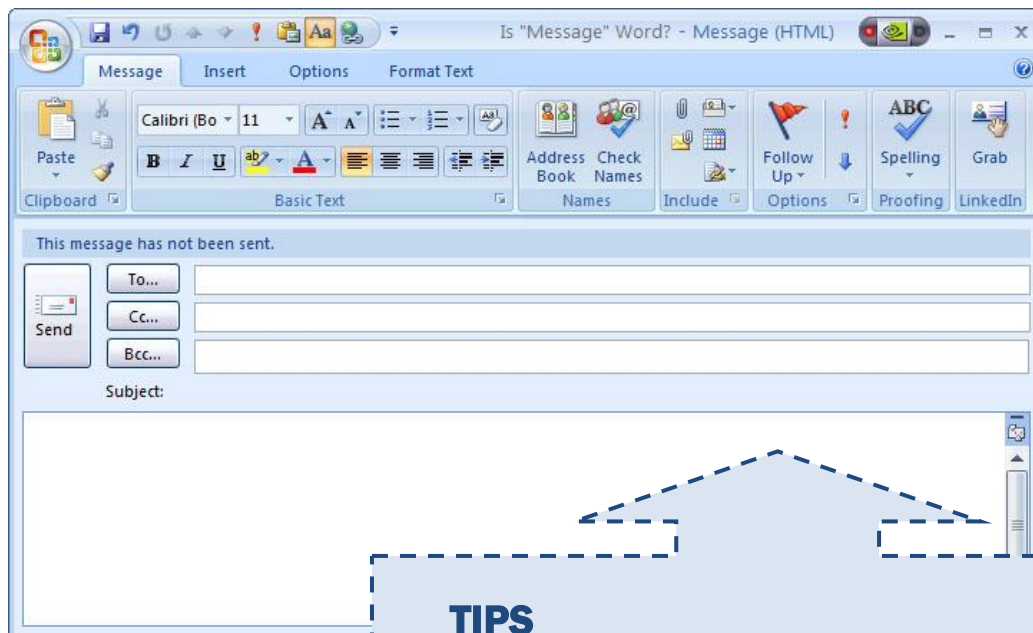 Is "Message" Word? - Message (HTML)
Message Insert Options Format Text
Paste
Clipboard
Calibri (Bo 11
B I U
Basic Text
Address Book
Check Names
Names
Include
Follow Up
Options
ABC
Spelling
Proofing
Grab
LinkedIn
This message has not been sent.
Send
To...
Cc...
Bcc...
Subject:
TIPS